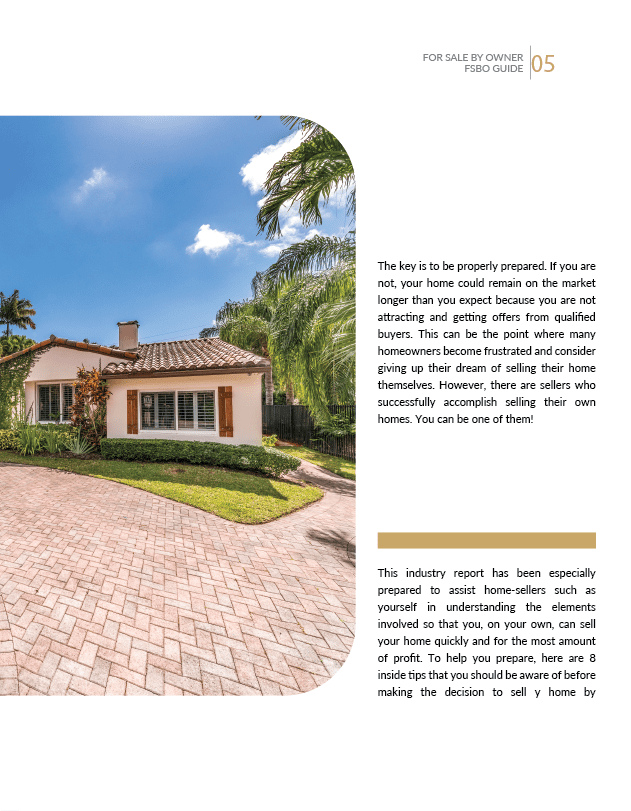 FOR SALE BY OWNER
FSBO GUIDE
05
The key is to be properly prepared. If you are
not, your home could remain on the market
longer than you expect because you are not
attracting and getting offers from qualified
buyers. This can be the point where many
homeowners become frustrated and consider
giving up their dream of selling their home
themselves. However, there are sellers who
successfully accomplish selling their own
homes. You can be one of them!
This industry report has been especially
prepared to assist home-sellers such as
yourself in understanding the elements
involved so that you, on your own, can sell
your home quickly and for the most amount
of profit. To help you prepare, here are 8
inside tips that you should be aware of before
making the decision to sell y home by